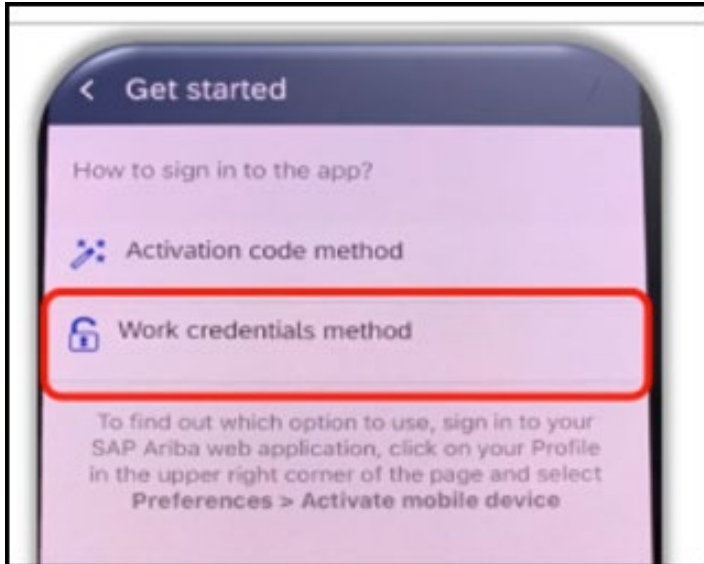 < Get started
How to sign in to the app?
Activation code method
Work credentials method
To find out which option to use, sign in to your
SAP Ariba web application, click on your Profile
in the upper right corner of the page and select
Preferences > Activate mobile device